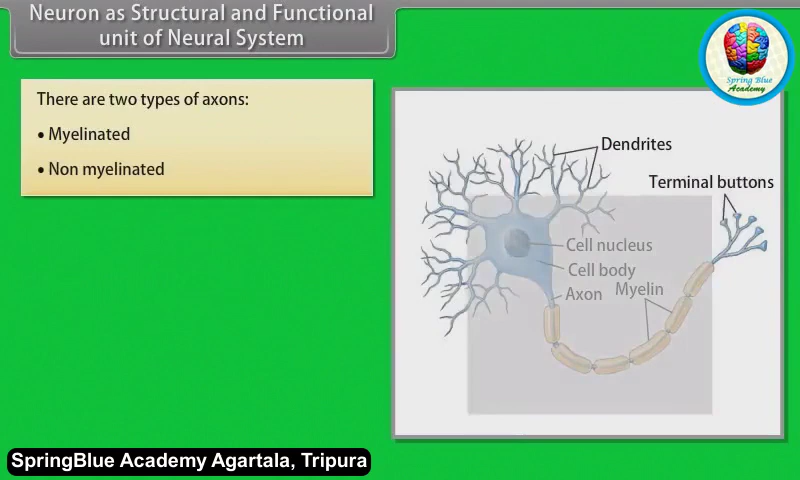 Neuron as Structural and Functional
unit of Neural System
Spring Blue
Academy
There are two types of axons:
• Myelinated
• Non myelinated
Dendrites
Terminal buttons
Cell nucleus
Cell body
Axon
Myelin
SpringBlue Academy Agartala, Tripura